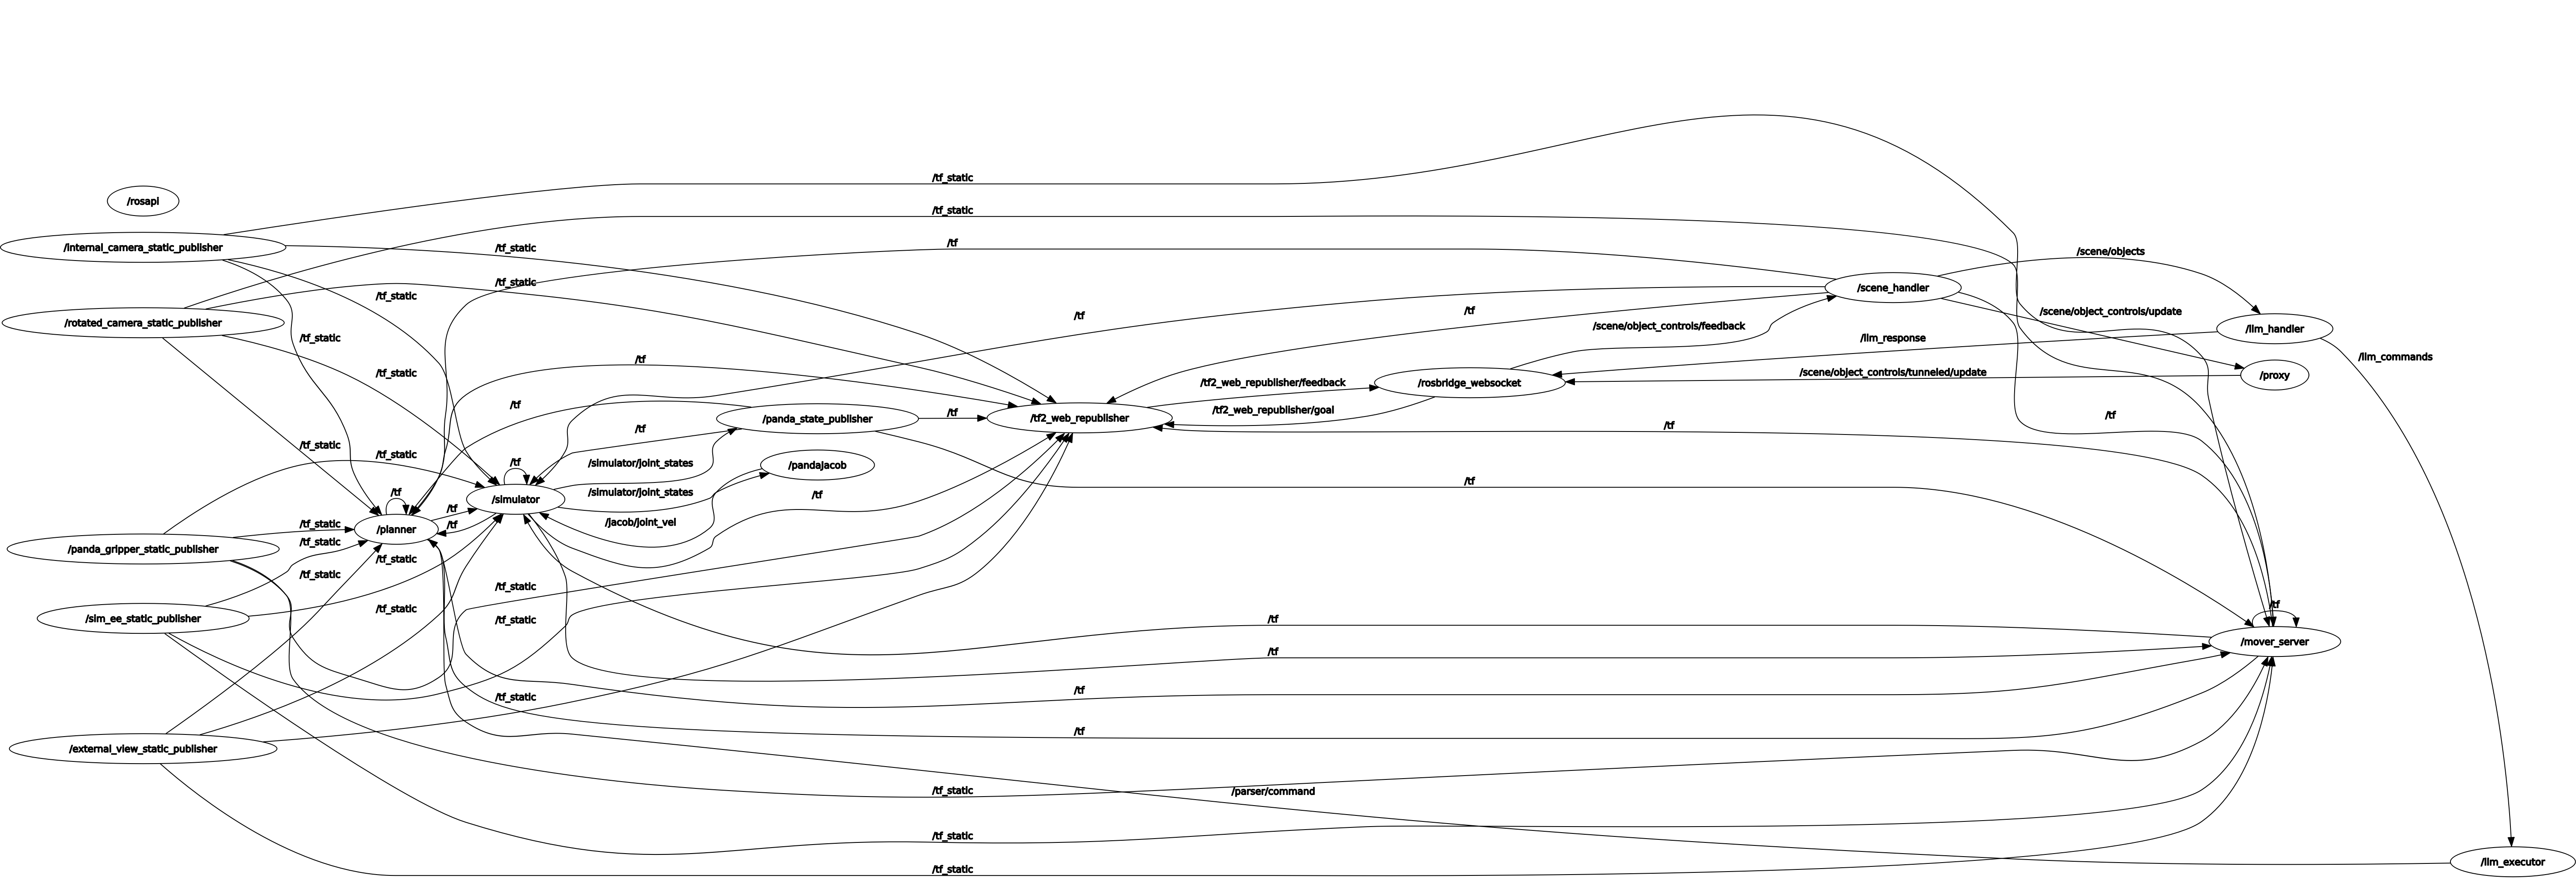 /tf_static
/rosapi
/tf_static
/internal_camera_static_publisher
/tf_static
/tf
/scene/objects
/tf_static
/scene_handler
/tf_static
/tf
/tf
/scene/object_controls/update
/rotated_camera_static_publisher
/scene/object_controls/feedback
/llm_handler
/tf_static
/llm_response
/llm_commands
/tf
/tf_static
/scene/object_controls/tunneled/update
/proxy
/tf2_web_republisher/feedback
/rosbridge_websocket
/tf
/tf2_web_republisher/goal
/tf
/panda_state_publisher
/tf
/tf2_web_republisher
/tf
/tf
/tf_static
/tf_static
/simulator/joint_states
/pandajacob
/tf
/tf
/tf
/simulator/joint_states
/tf
/simulator
/tf
/tf_static
/tf
/planner
/jacob/joint_vel
/tf_static
/panda_gripper_static_publisher
/tf_static
/tf_static
/tf_static
/tf
/tf_static
/sim_ee_static_publisher
/tf_static
/tf
/mover_server
/tf
/tf
/tf_static
/tf
/external_view_static_publisher
/tf_static
/parser/command
/tf_static
/llm_executor
/tf_static